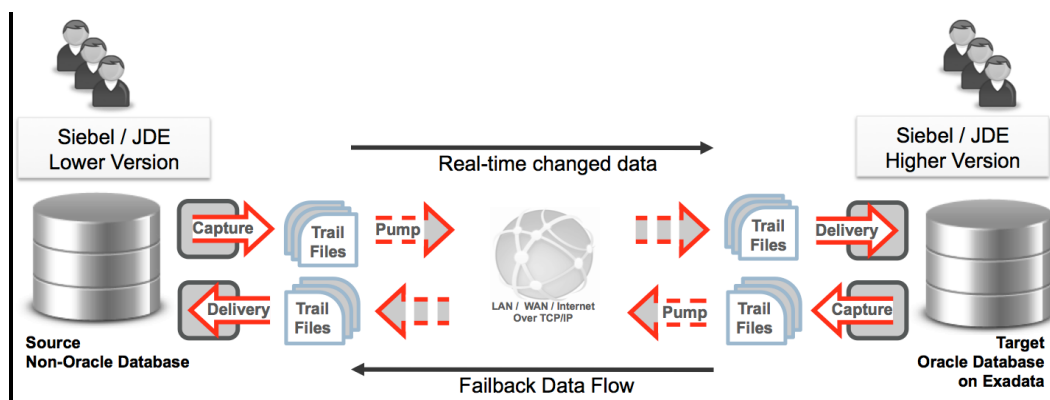 Siebel / JDE
Lower Version
Siebel / JDE
Higher Version
Real-time changed data
Capture
Trail
Files
Pump
Trail
Files
Delivery
LAN / WAN / Internet
Over TCP/IP
Delivery
Trail
Files
Pump
Trail
Files
Capture
Source
Non-Oracle Database
Target
Oracle Database
on Exadata
Failback Data Flow